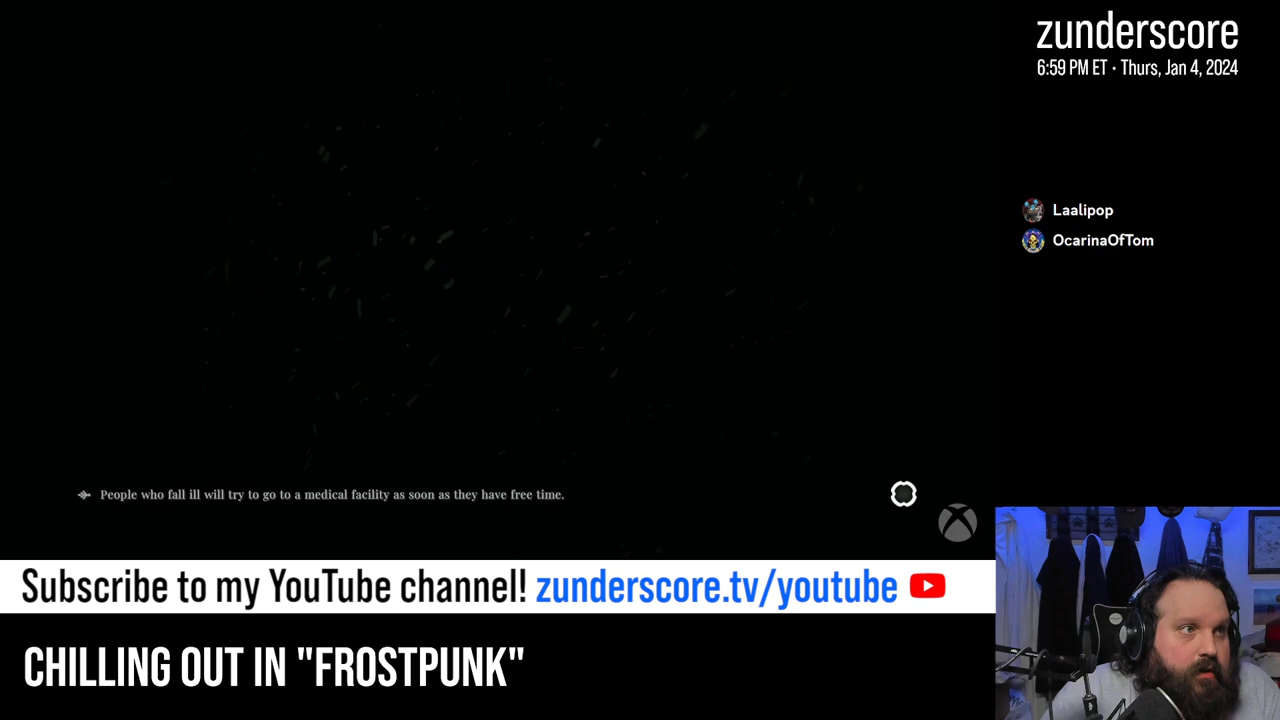 zunderscore
6:59 PM ET · Thurs, Jan 4, 2024
Laalipop
OcarinaOfTom
People who fall ill will try to go to a medical facility as soon as they have free time.
Subscribe to my YouTube channel! zunderscore.tv/youtube
CHILLING OUT IN "FROSTPUNK"